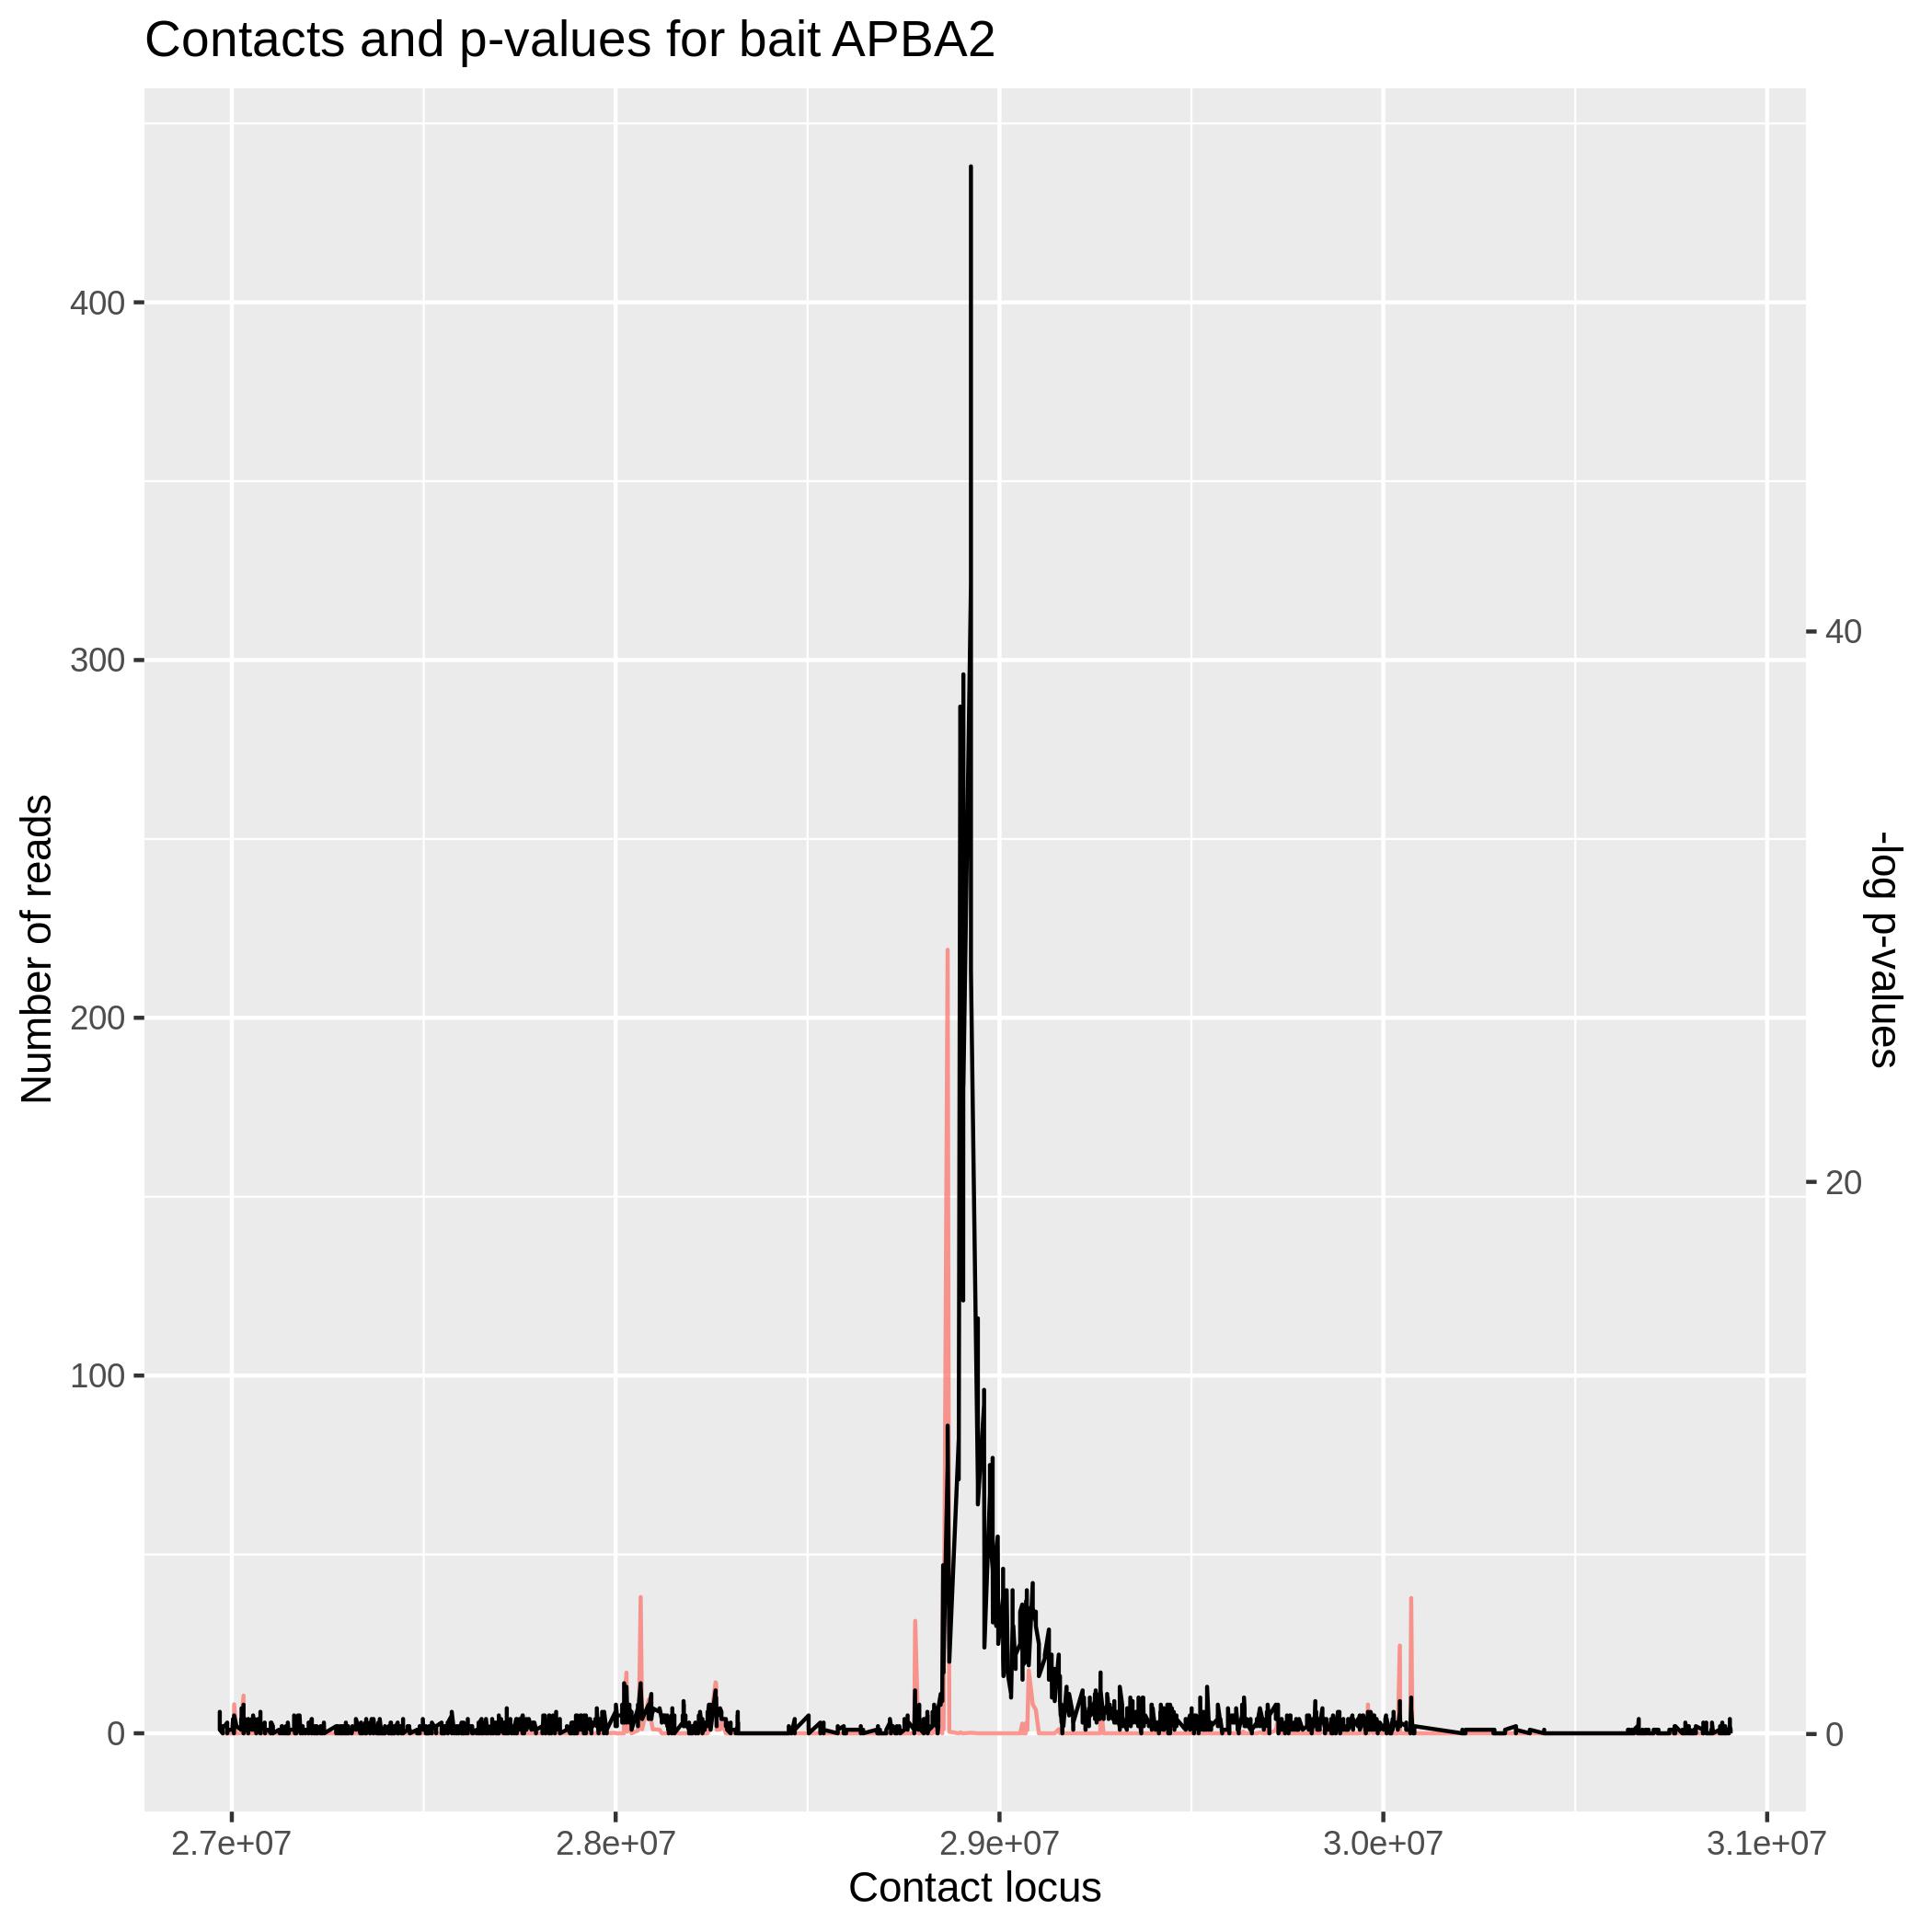 Contacts and p-values for bait APBA2
400
300
200
100
0
Number of reads
40
20
0
-log p-values
2.7e+07
2.8e+07
2.9e+07
3.0e+07
3.1e+07
Contact locus